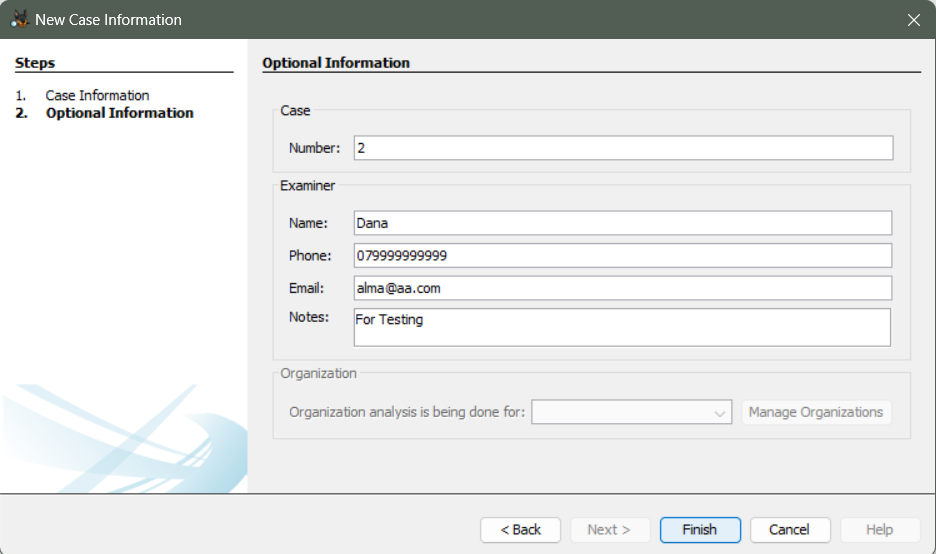 New Case Information
Steps
1. Case Information
2. Optional Information
Optional Information
Case
Number: 2
Examiner
Name: Dana
Phone: 079999999999
Email: alma@aa.com
Notes: For Testing
Organization
Organization analysis is being done for: Manage Organizations
< Back Next > Finish Cancel Help